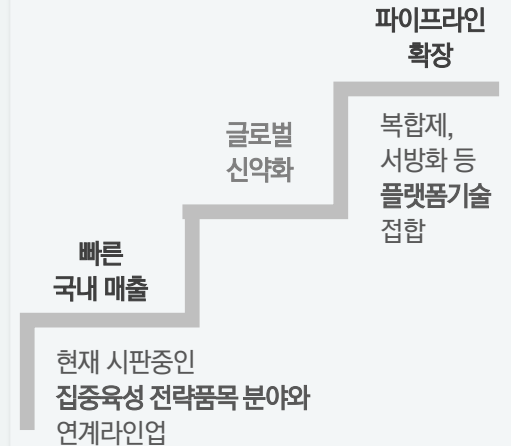 파이프라인
확장
복합제,
서방화 등
플랫폼기술
접합
글로벌
신약화
빠른
국내 매출
현재 시판중인
집중육성 전략품목 분야와
연계라인업